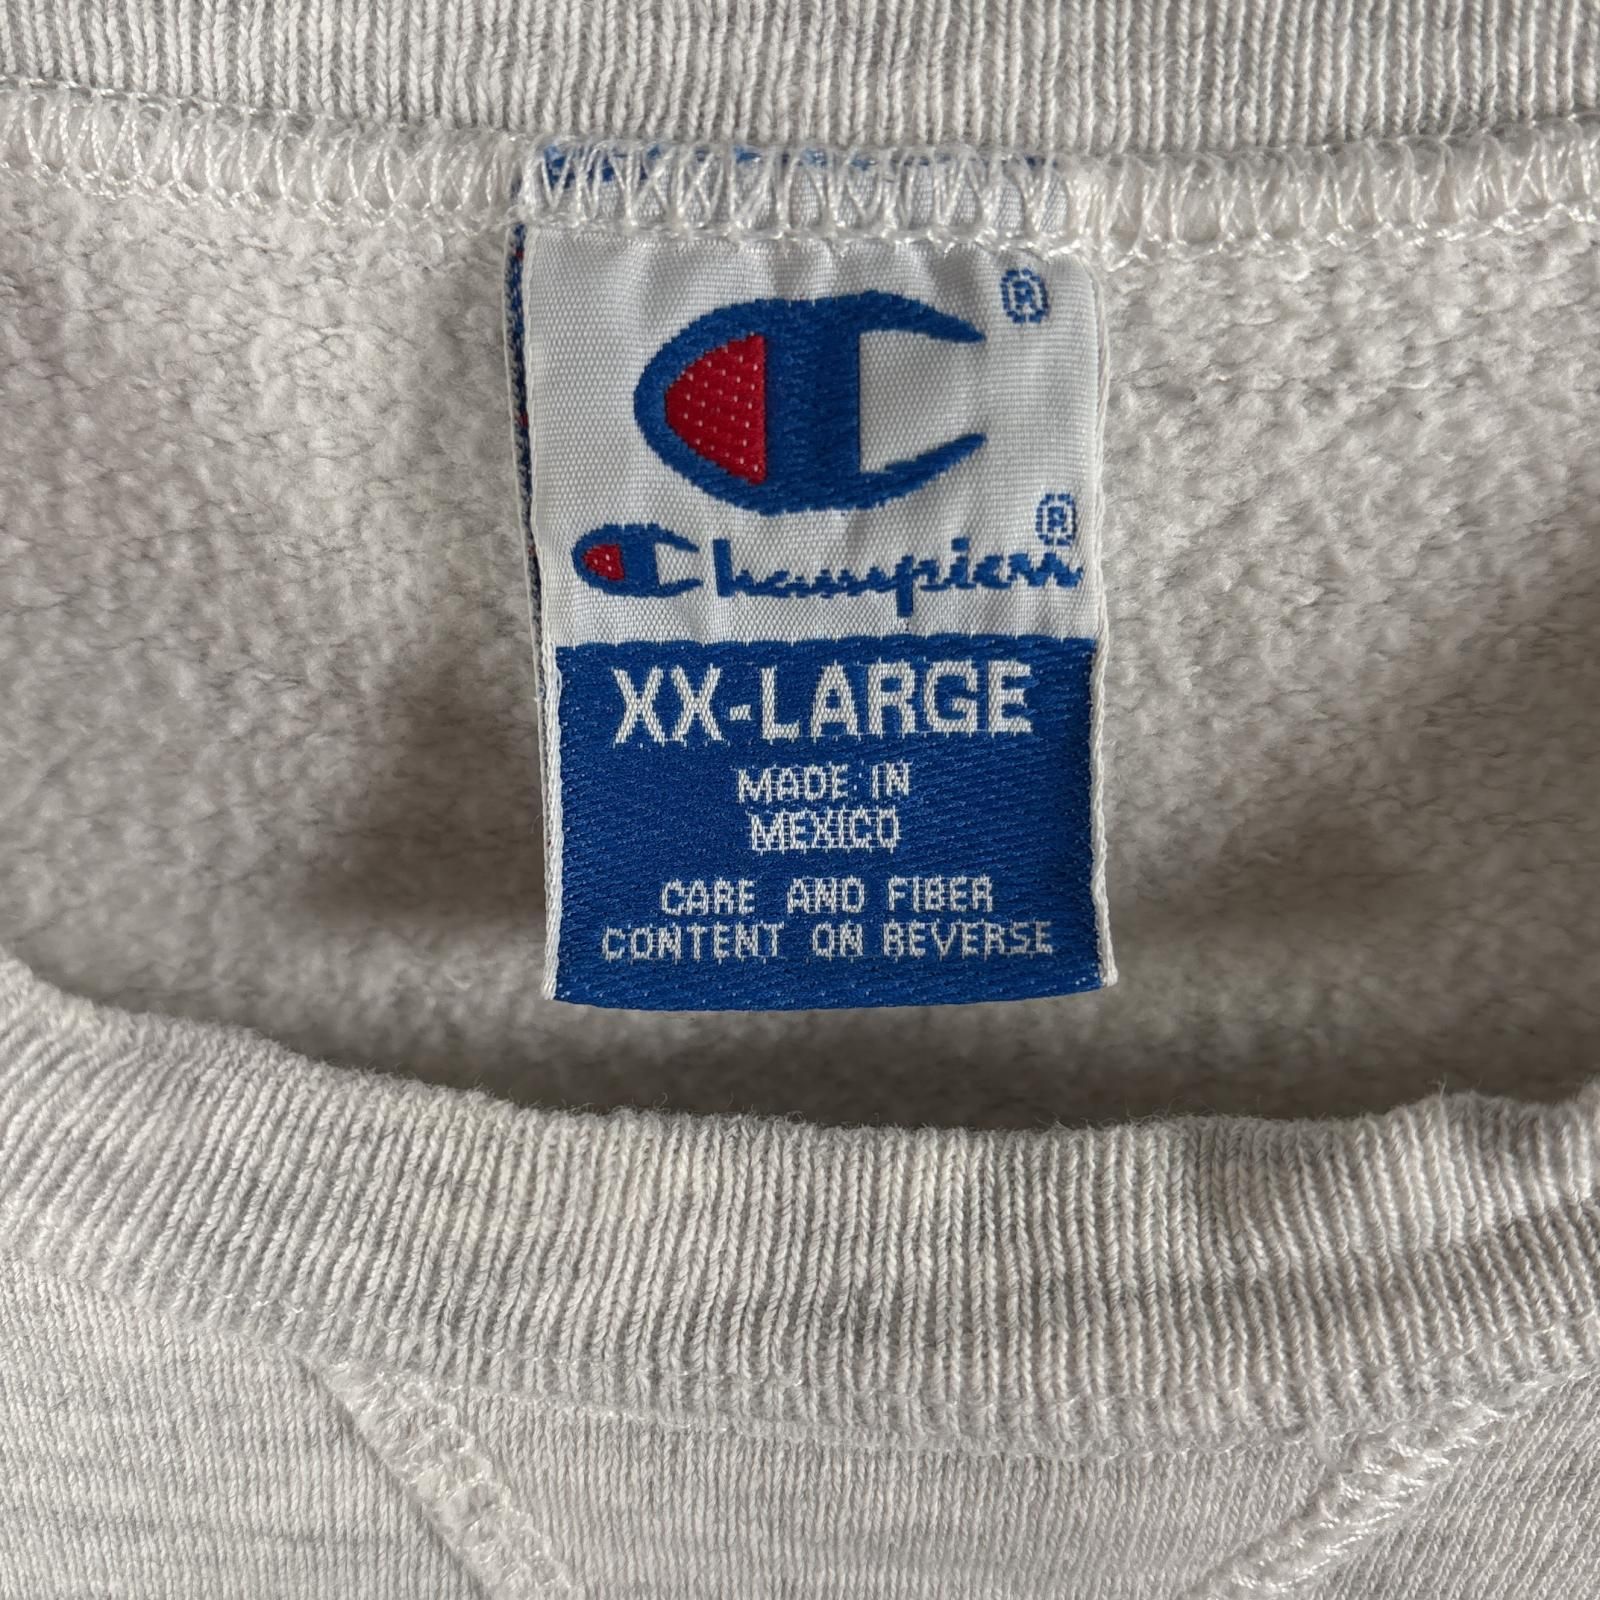 ®
Champion®
XX-LARGE
MADE IN
MEXICO
CARE AND FIBER
CONTENT ON REVERSE